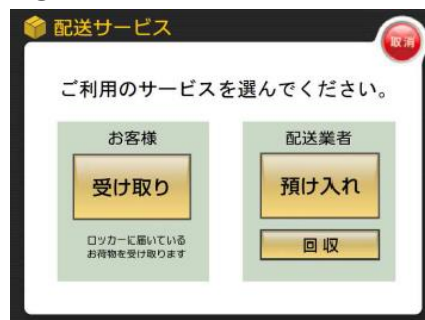 配送サービス
取消
ご利用のサービスを選んでください。
お客様
受け取り
ロッカーに届いている
お荷物を受け取ります
配送業者
預け入れ
回収